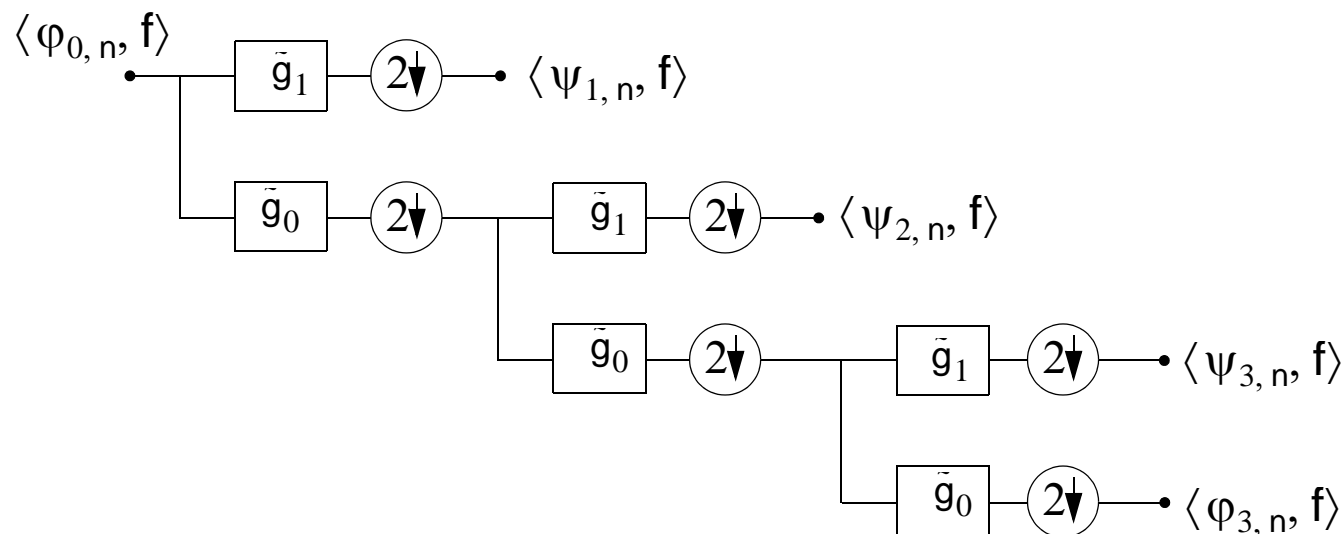 ⟨φ0, n, f⟩
g̃1 2↓ ⟨ψ1, n, f⟩
g̃0 2↓ g̃1 2↓ ⟨ψ2, n, f⟩
g̃0 2↓ g̃1 2↓ ⟨ψ3, n, f⟩
g̃0 2↓ ⟨φ3, n, f⟩